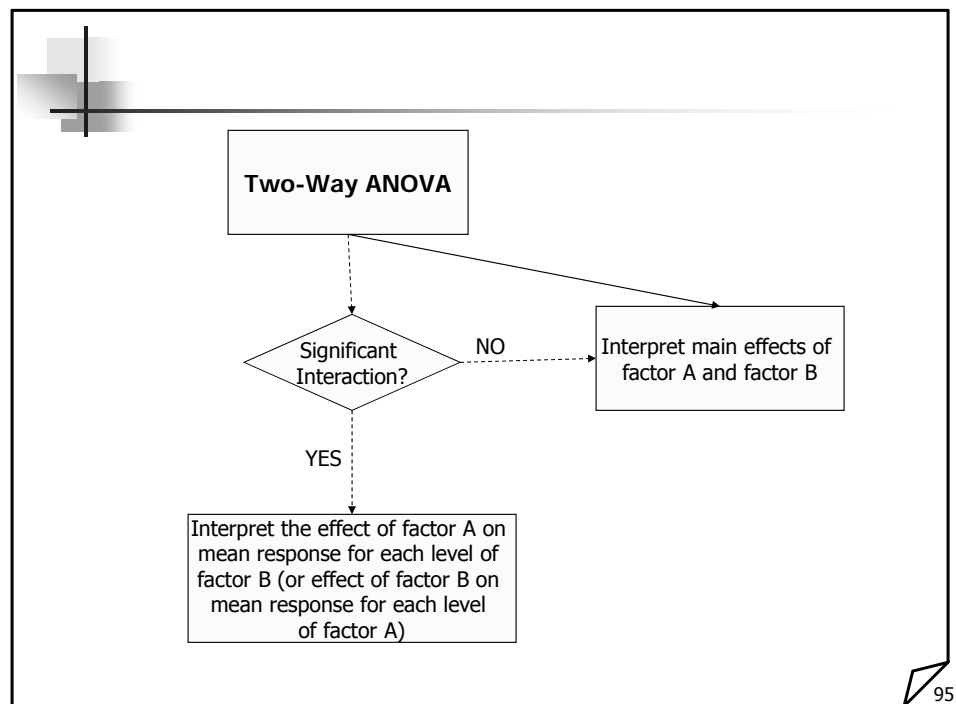 Two-Way ANOVA
Significant
Interaction?
NO
Interpret main effects of
factor A and factor B
YES
Interpret the effect of factor A on
mean response for each level of
factor B (or effect of factor B on
mean response for each level
of factor A)
95